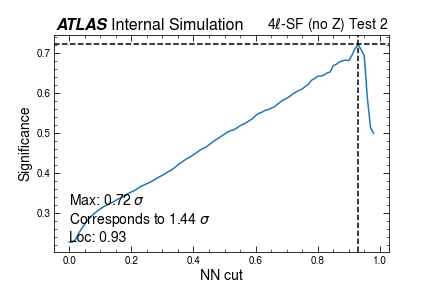 ATLAS Internal Simulation
4ℓ-SF (no Z) Test 2
Significance
0.7
0.6
0.5
0.4
0.3
Max: 0.72 σ
Corresponds to 1.44 σ
Loc: 0.93
0.0 0.2 0.4 0.6 0.8 1.0
NN cut